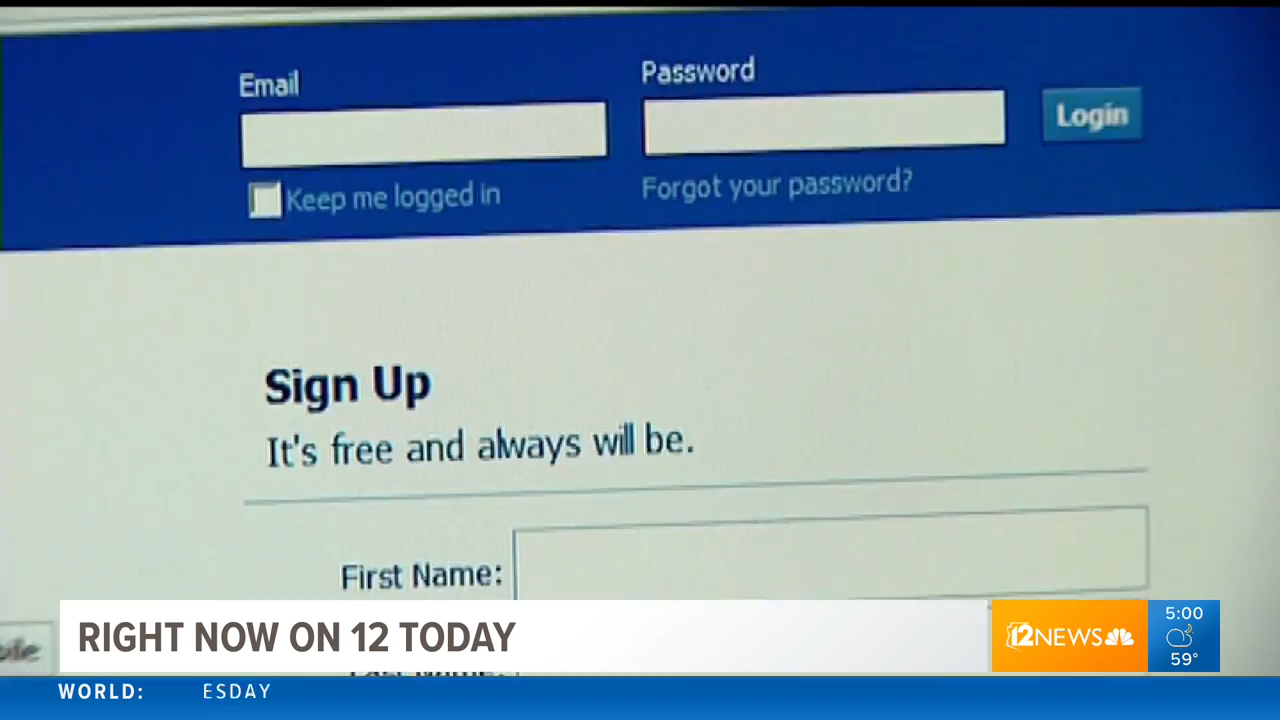 Email
Password
Login
Keep me logged in
Forgot your password?
Sign Up
It's free and always will be.
First Name:
RIGHT NOW ON 12 TODAY
12NEWS
5:00
59°
WORLD: ESDAY